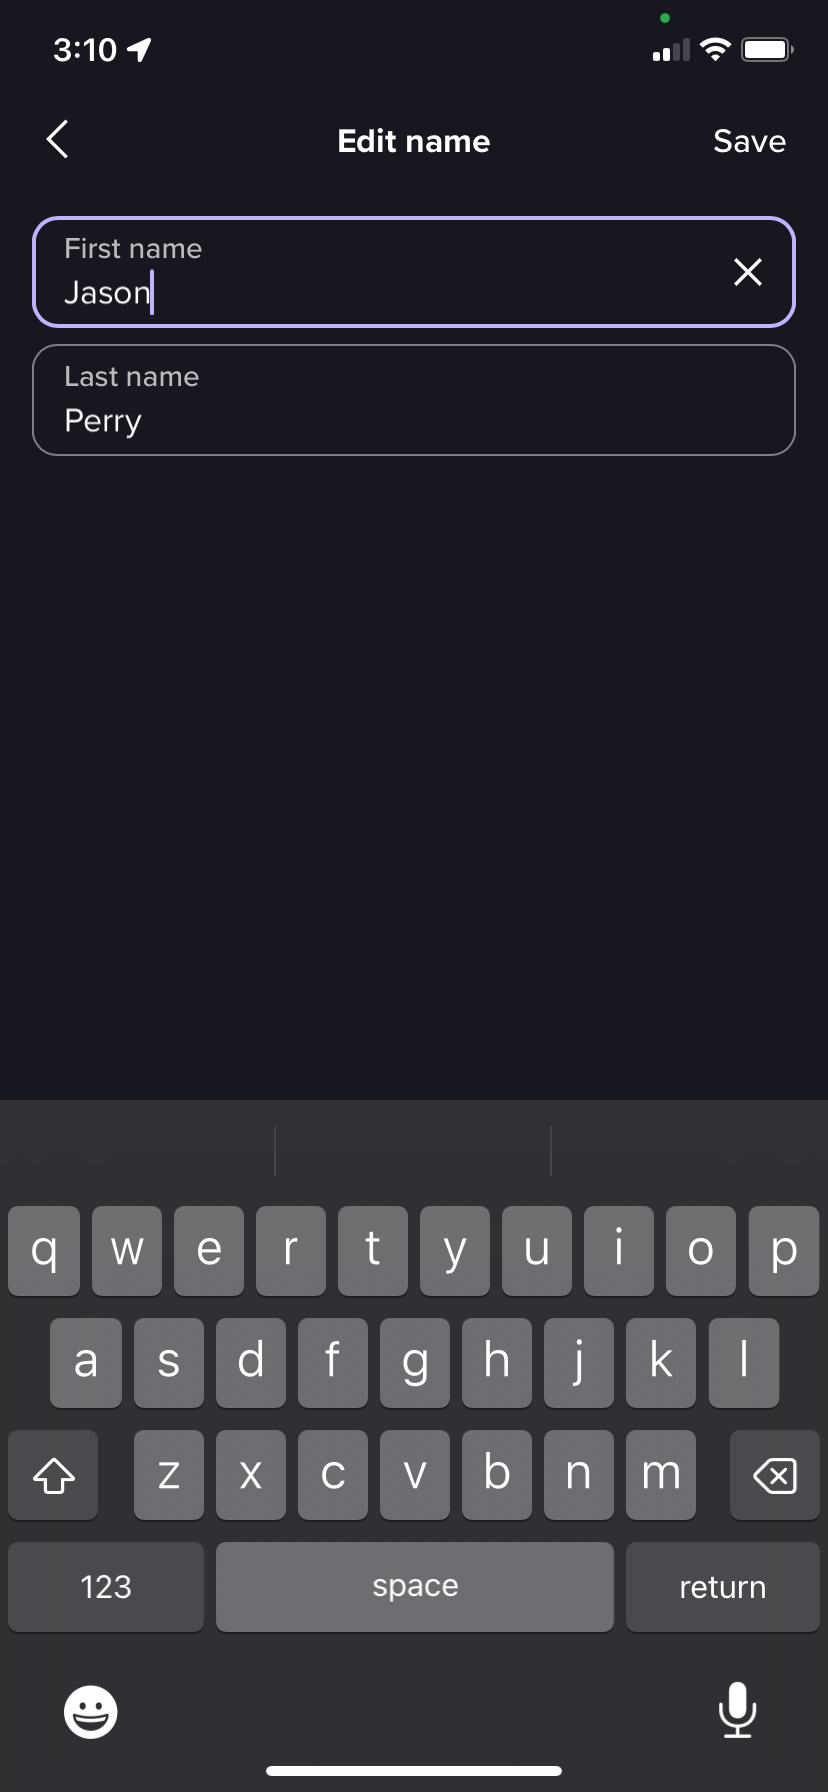 3:10
Edit name
Save
First name
Jason
Last name
Perry
q w e r t y u i o p
a s d f g h j k l
z x c v b n m
123 space return